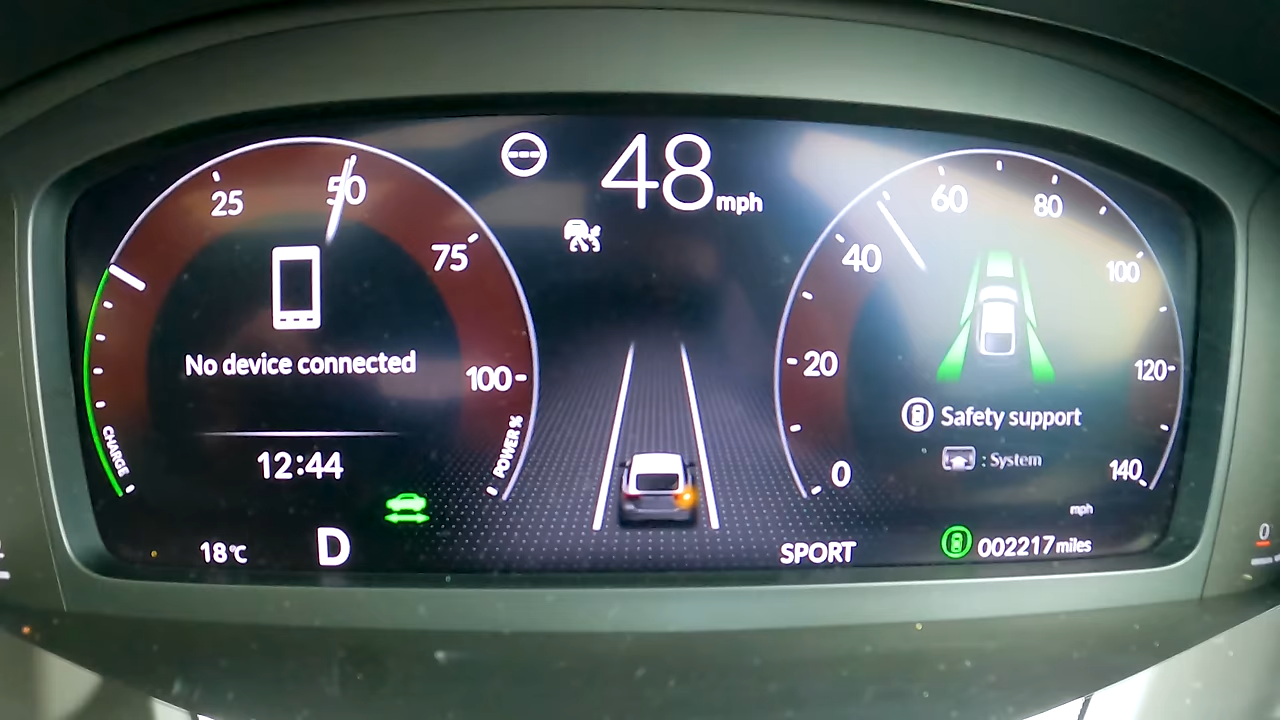 48 mph
25
50
75
100
POWER %
CHARGE
No device connected
12:44
18℃
D
0
20
40
60
80
100
120
140
Safety support
: System
mph
SPORT
002217 miles
0